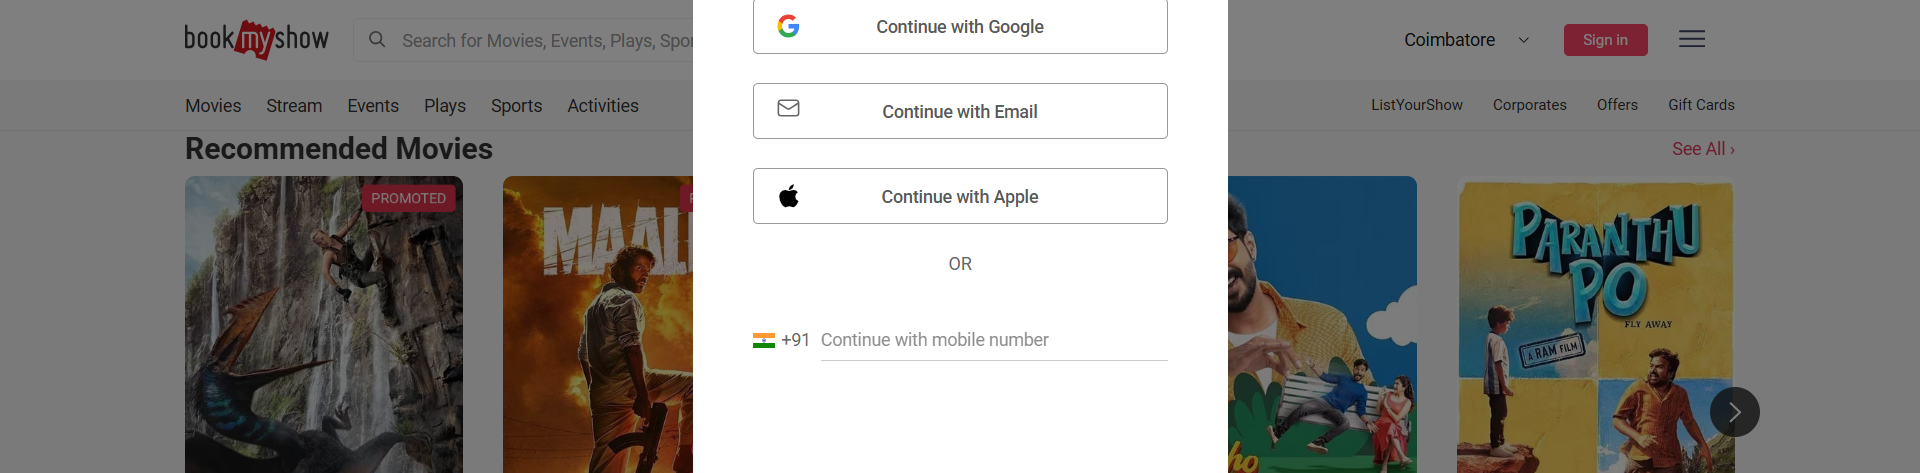 bookmyshow
Search for Movies, Events, Plays, Spor
Coimbatore
Sign in
Movies Stream Events Plays Sports Activities
ListYourShow Corporates Offers Gift Cards
Recommended Movies
See All ›
PROMOTED
MAAL
PARANTHU
PO
FLY AWAY
A RAM FILM
ho
Continue with Google
Continue with Email
Continue with Apple
OR
+91 Continue with mobile number